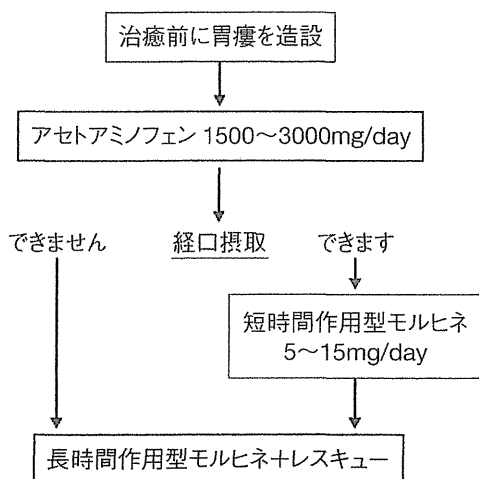 治癒前に胃瘻を造設
アセトアミノフェン 1500～3000mg/day
できません 経口摂取 できます
短時間作用型モルヒネ
5～15mg/day
長時間作用型モルヒネ＋レスキュー